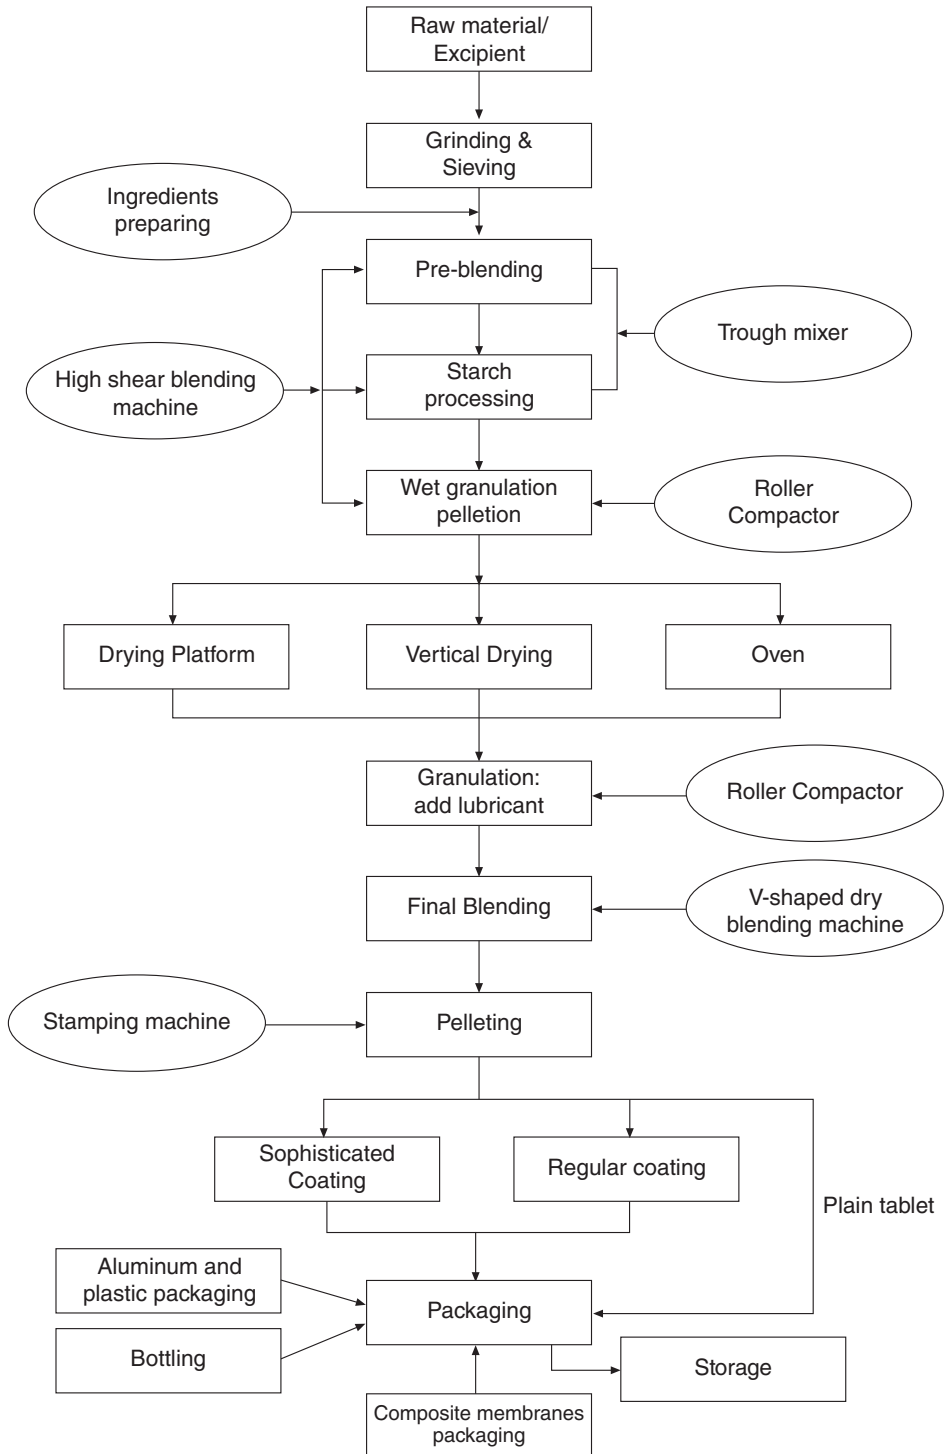 Raw material/
Excipient
Grinding &
Sieving
Ingredients
preparing
Pre-blending
Trough mixer
High shear blending
machine
Starch
processing
Wet granulation
pelletion
Roller
Compactor
Drying Platform
Vertical Drying
Oven
Granulation:
add lubricant
Roller Compactor
Final Blending
V-shaped dry
blending machine
Stamping machine
Pelleting
Sophisticated
Coating
Regular coating
Plain tablet
Aluminum and
plastic packaging
Packaging
Bottling
Storage
Composite membranes
packaging